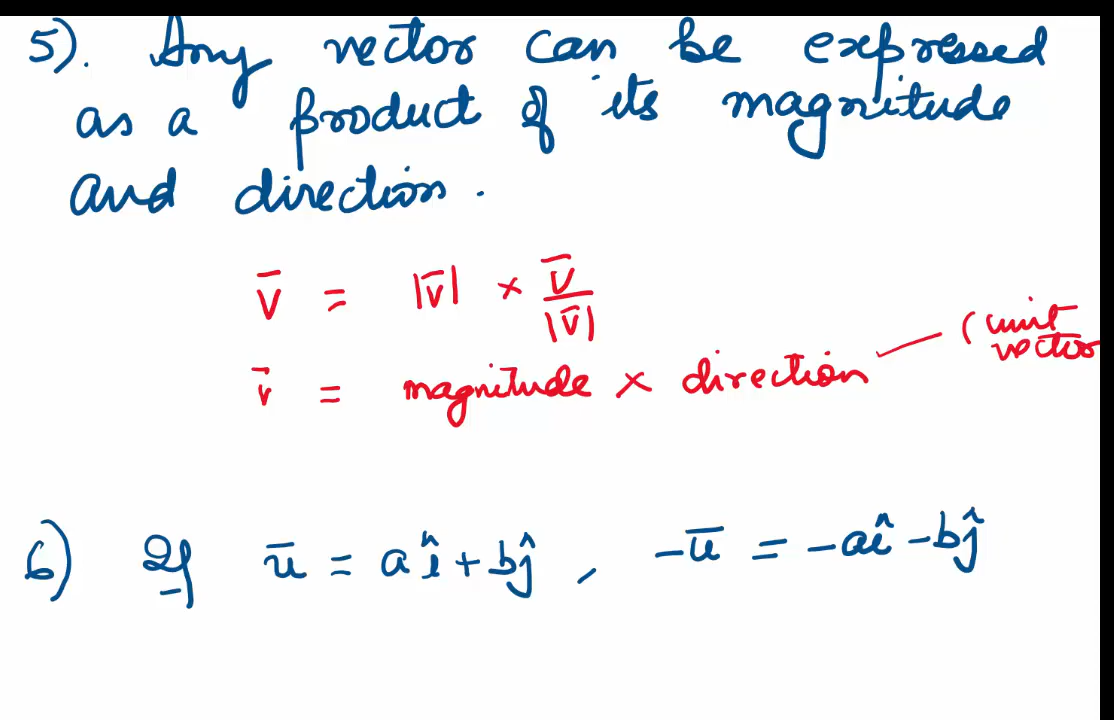 5). Any vector can be expressed
as a product of its magnitude
and direction.
v̅ = |v̅| × v̅/|v̅|
(unit
vector
v̅ = magnitude × direction
6) If u̅ = aî + bĵ , -u̅ = -aî - bĵ